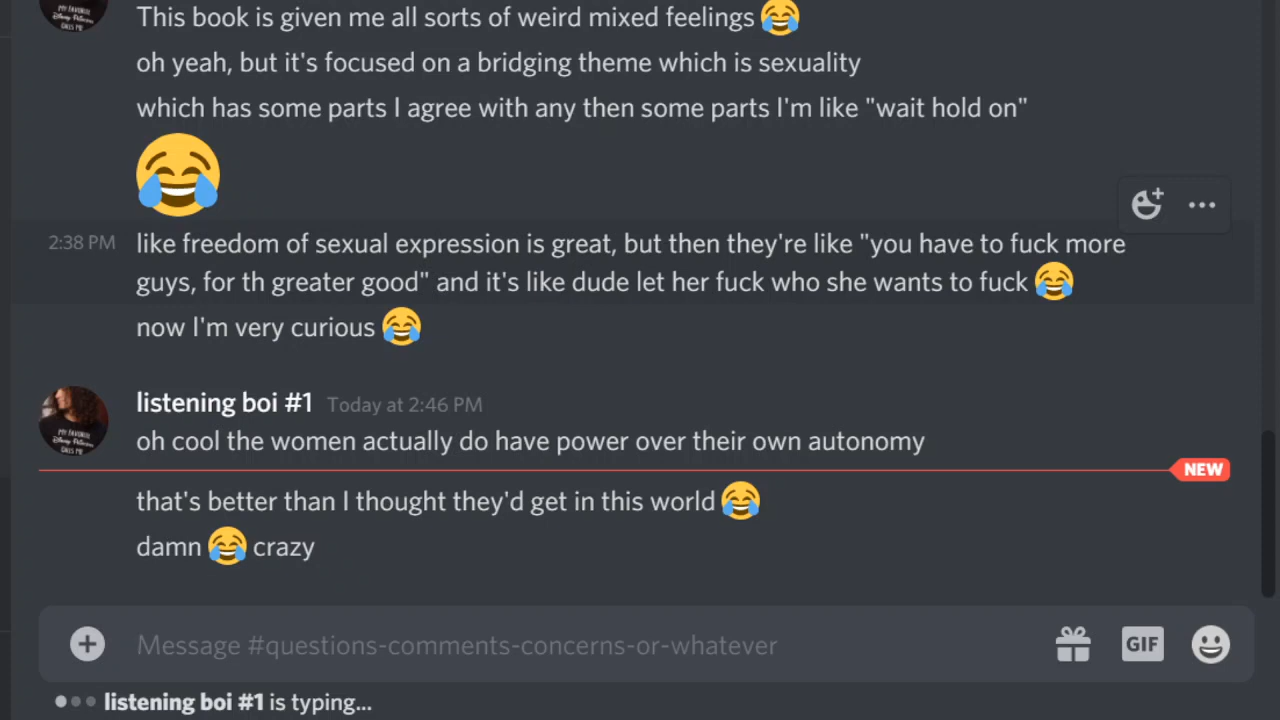 This book is given me all sorts of weird mixed feelings 😂
oh yeah, but it's focused on a bridging theme which is sexuality
which has some parts I agree with any then some parts I'm like "wait hold on"
😂
2:38 PM like freedom of sexual expression is great, but then they're like "you have to fuck more
guys, for th greater good" and it's like dude let her fuck who she wants to fuck 😂
now I'm very curious 😂
listening boi #1 Today at 2:46 PM
oh cool the women actually do have power over their own autonomy
NEW
that's better than I thought they'd get in this world 😂
damn 😂 crazy
Message #questions-comments-concerns-or-whatever
GIF
listening boi #1 is typing...